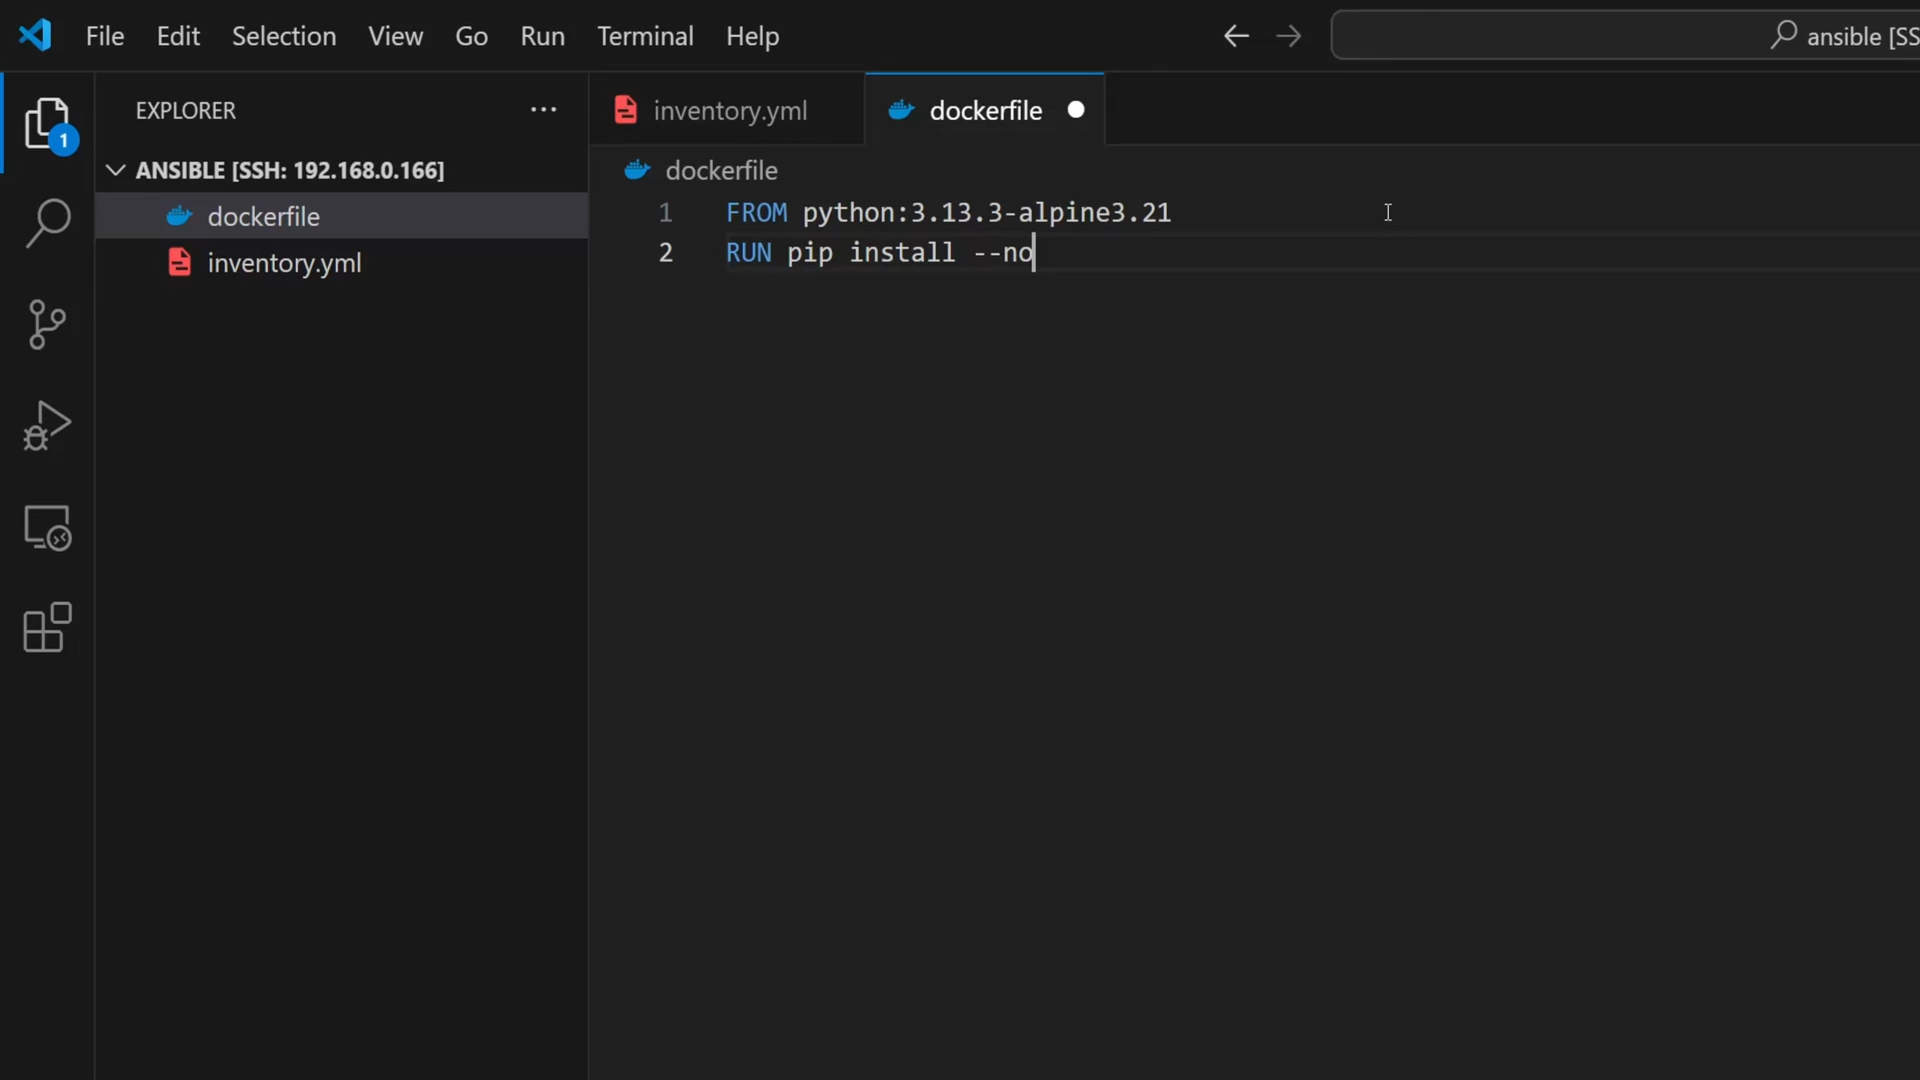 File Edit Selection View Go Run Terminal Help
ansible [SS
EXPLORER ...
1
ANSIBLE [SSH: 192.168.0.166]
dockerfile
inventory.yml
inventory.yml
dockerfile
dockerfile
1 FROM python:3.13.3-alpine3.21
2 RUN pip install --no